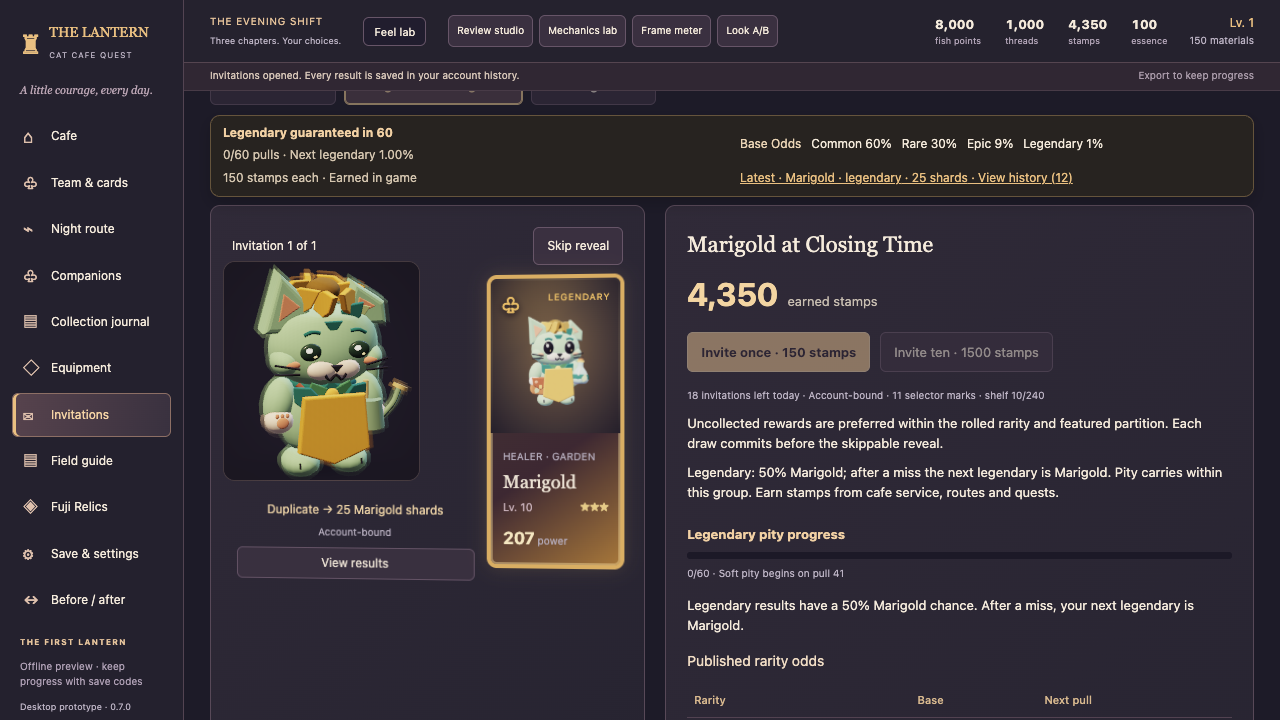 THE LANTERN
CAT CAFE QUEST
A little courage, every day.
Cafe
Team & cards
Night route
Companions
Collection journal
Equipment
Invitations
Field guide
Fuji Relics
Save & settings
Before / after
THE FIRST LANTERN
Offline preview · keep
progress with save codes
Desktop prototype · 0.7.0
THE EVENING SHIFT
Three chapters. Your choices.
Feel lab
Review studio
Mechanics lab
Frame meter
Look A/B
8,000
fish points
1,000
threads
4,350
stamps
100
essence
Lv. 1
150 materials
Invitations opened. Every result is saved in your account history.
Export to keep progress
Legendary guaranteed in 60
0/60 pulls · Next legendary 1.00%
150 stamps each · Earned in game
Base Odds Common 60% Rare 30% Epic 9% Legendary 1%
Latest · Marigold · legendary · 25 shards · View history (12)
Invitation 1 of 1
Skip reveal
LEGENDARY
HEALER · GARDEN
Marigold
Lv. 10 ★★★
207 power
Duplicate → 25 Marigold shards
Account-bound
View results
Marigold at Closing Time
4,350 earned stamps
Invite once · 150 stamps
Invite ten · 1500 stamps
18 invitations left today · Account-bound · 11 selector marks · shelf 10/240
Uncollected rewards are preferred within the rolled rarity and featured partition. Each
draw commits before the skippable reveal.
Legendary: 50% Marigold; after a miss the next legendary is Marigold. Pity carries within
this group. Earn stamps from cafe service, routes and quests.
Legendary pity progress
0/60 · Soft pity begins on pull 41
Legendary results have a 50% Marigold chance. After a miss, your next legendary is
Marigold.
Published rarity odds
Rarity Base Next pull